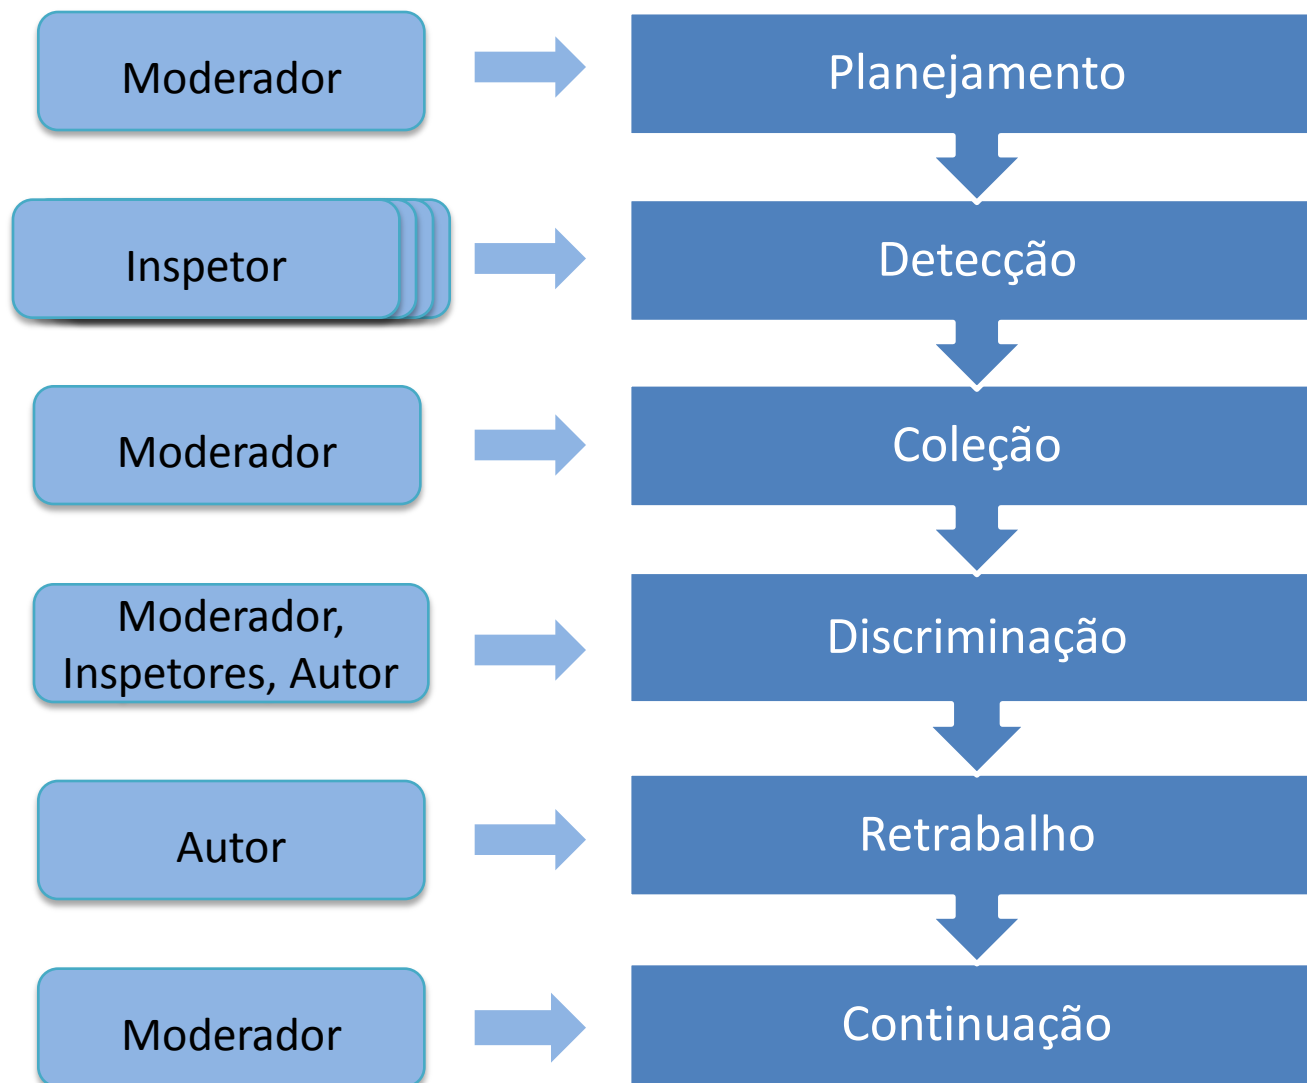 Moderador
Planejamento
Inspetor
Detecção
Moderador
Coleção
Moderador,
Inspetores, Autor
Discriminação
Autor
Retrabalho
Moderador
Continuação